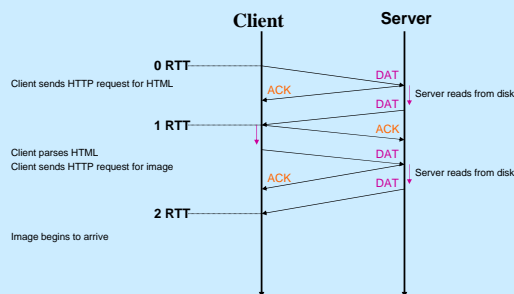 Client
Server
0 RTT
DAT
Client sends HTTP request for HTML
ACK
Server reads from disk
DAT
1 RTT
ACK
Client parses HTML
DAT
Client sends HTTP request for image
ACK
Server reads from disk
DAT
2 RTT
Image begins to arrive